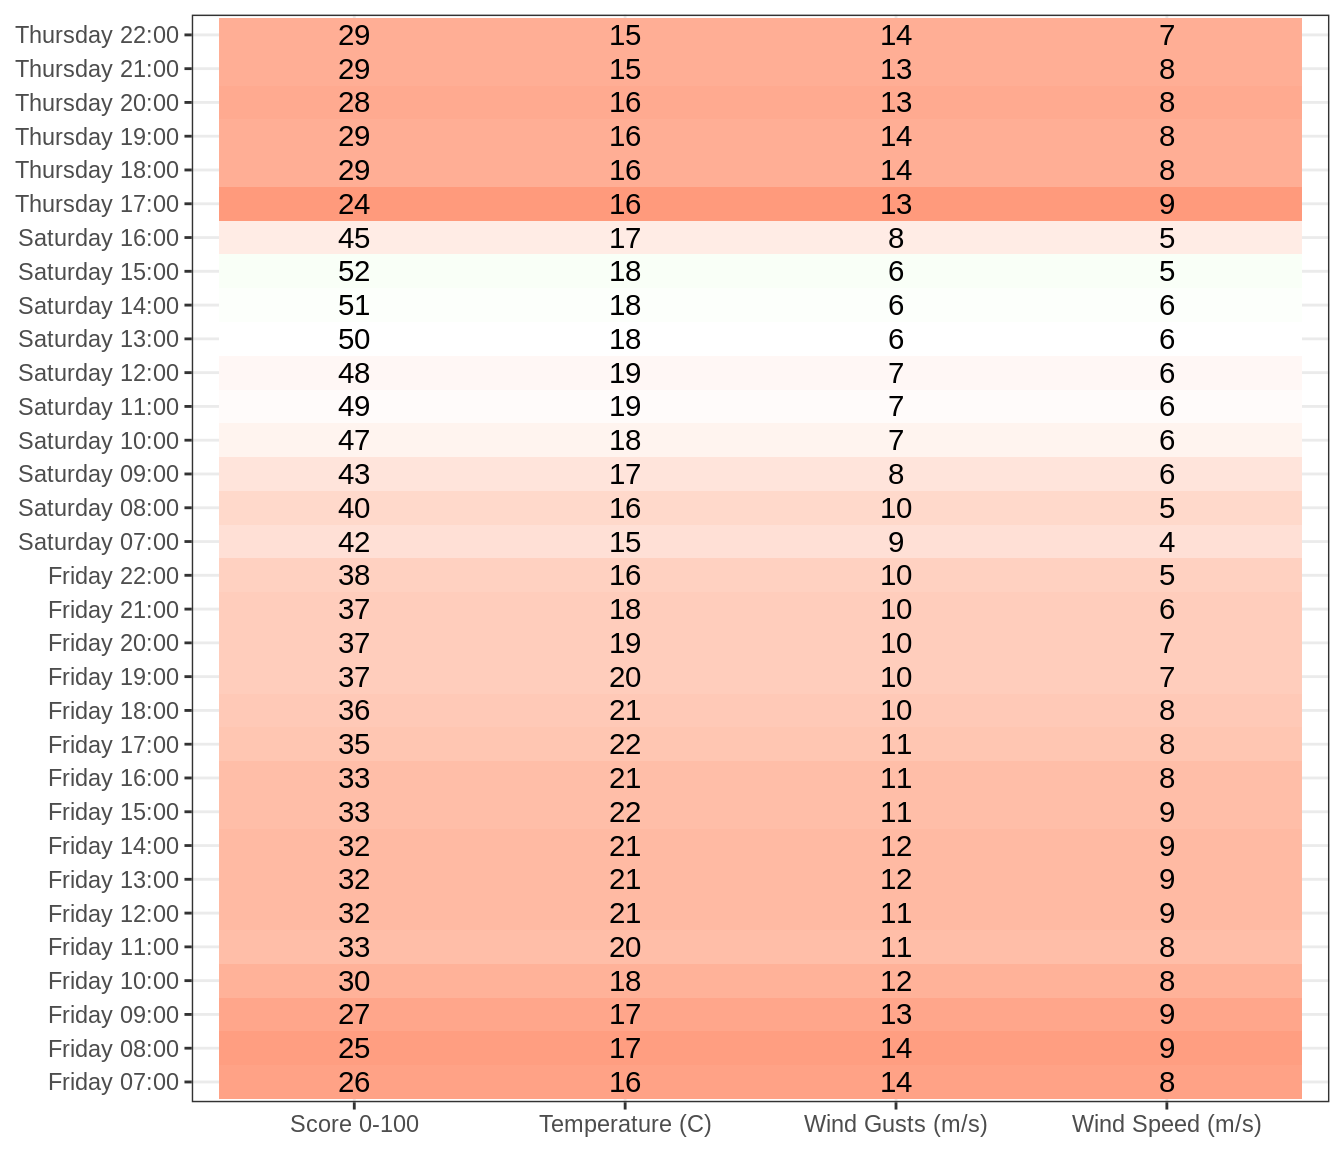 Thursday 22:00 29 15 14 7
Thursday 21:00 29 15 13 8
Thursday 20:00 28 16 13 8
Thursday 19:00 29 16 14 8
Thursday 18:00 29 16 14 8
Thursday 17:00 24 16 13 9
Saturday 16:00 45 17 8 5
Saturday 15:00 52 18 6 5
Saturday 14:00 51 18 6 6
Saturday 13:00 50 18 6 6
Saturday 12:00 48 19 7 6
Saturday 11:00 49 19 7 6
Saturday 10:00 47 18 7 6
Saturday 09:00 43 17 8 6
Saturday 08:00 40 16 10 5
Saturday 07:00 42 15 9 4
Friday 22:00 38 16 10 5
Friday 21:00 37 18 10 6
Friday 20:00 37 19 10 7
Friday 19:00 37 20 10 7
Friday 18:00 36 21 10 8
Friday 17:00 35 22 11 8
Friday 16:00 33 21 11 8
Friday 15:00 33 22 11 9
Friday 14:00 32 21 12 9
Friday 13:00 32 21 12 9
Friday 12:00 32 21 11 9
Friday 11:00 33 20 11 8
Friday 10:00 30 18 12 8
Friday 09:00 27 17 13 9
Friday 08:00 25 17 14 9
Friday 07:00 26 16 14 8
Score 0-100 Temperature (C) Wind Gusts (m/s) Wind Speed (m/s)